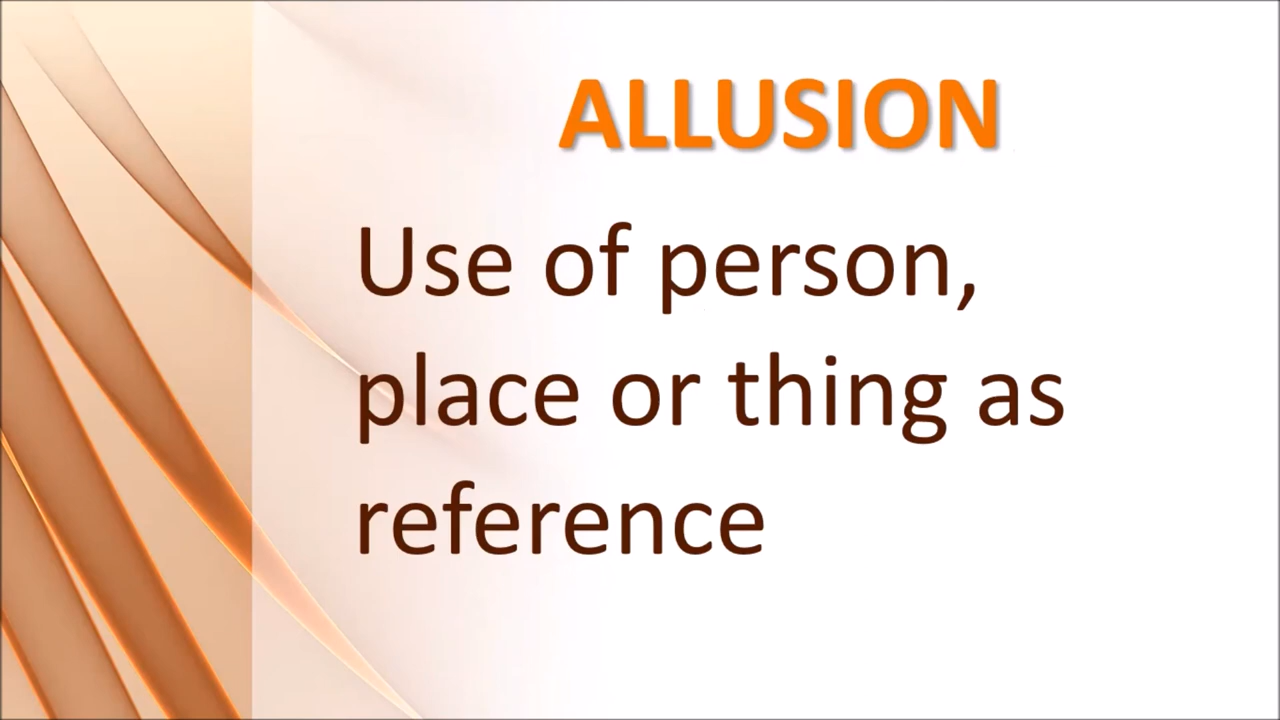 ALLUSION
Use of person,
place or thing as
reference